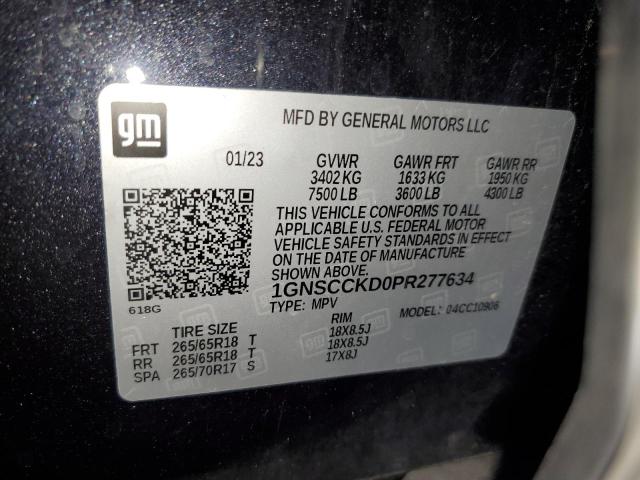 gm
MFD BY GENERAL MOTORS LLC
01/23 GVWR GAWR FRT GAWR RR
3402 KG 1633 KG 1950 KG
7500 LB 3600 LB 4300 LB
THIS VEHICLE CONFORMS TO ALL
APPLICABLE U.S. FEDERAL MOTOR
VEHICLE SAFETY STANDARDS IN EFFECT
ON THE DATE OF MANUFACTURE
SHOWN ABOVE.
1GNSCCKD0PR277634
618G
TYPE: MPV MODEL: 04CC10906
TIRE SIZE RIM
FRT 265/65R18 T 18X8.5J
RR 265/65R18 T 18X8.5J
SPA 265/70R17 S 17X8J